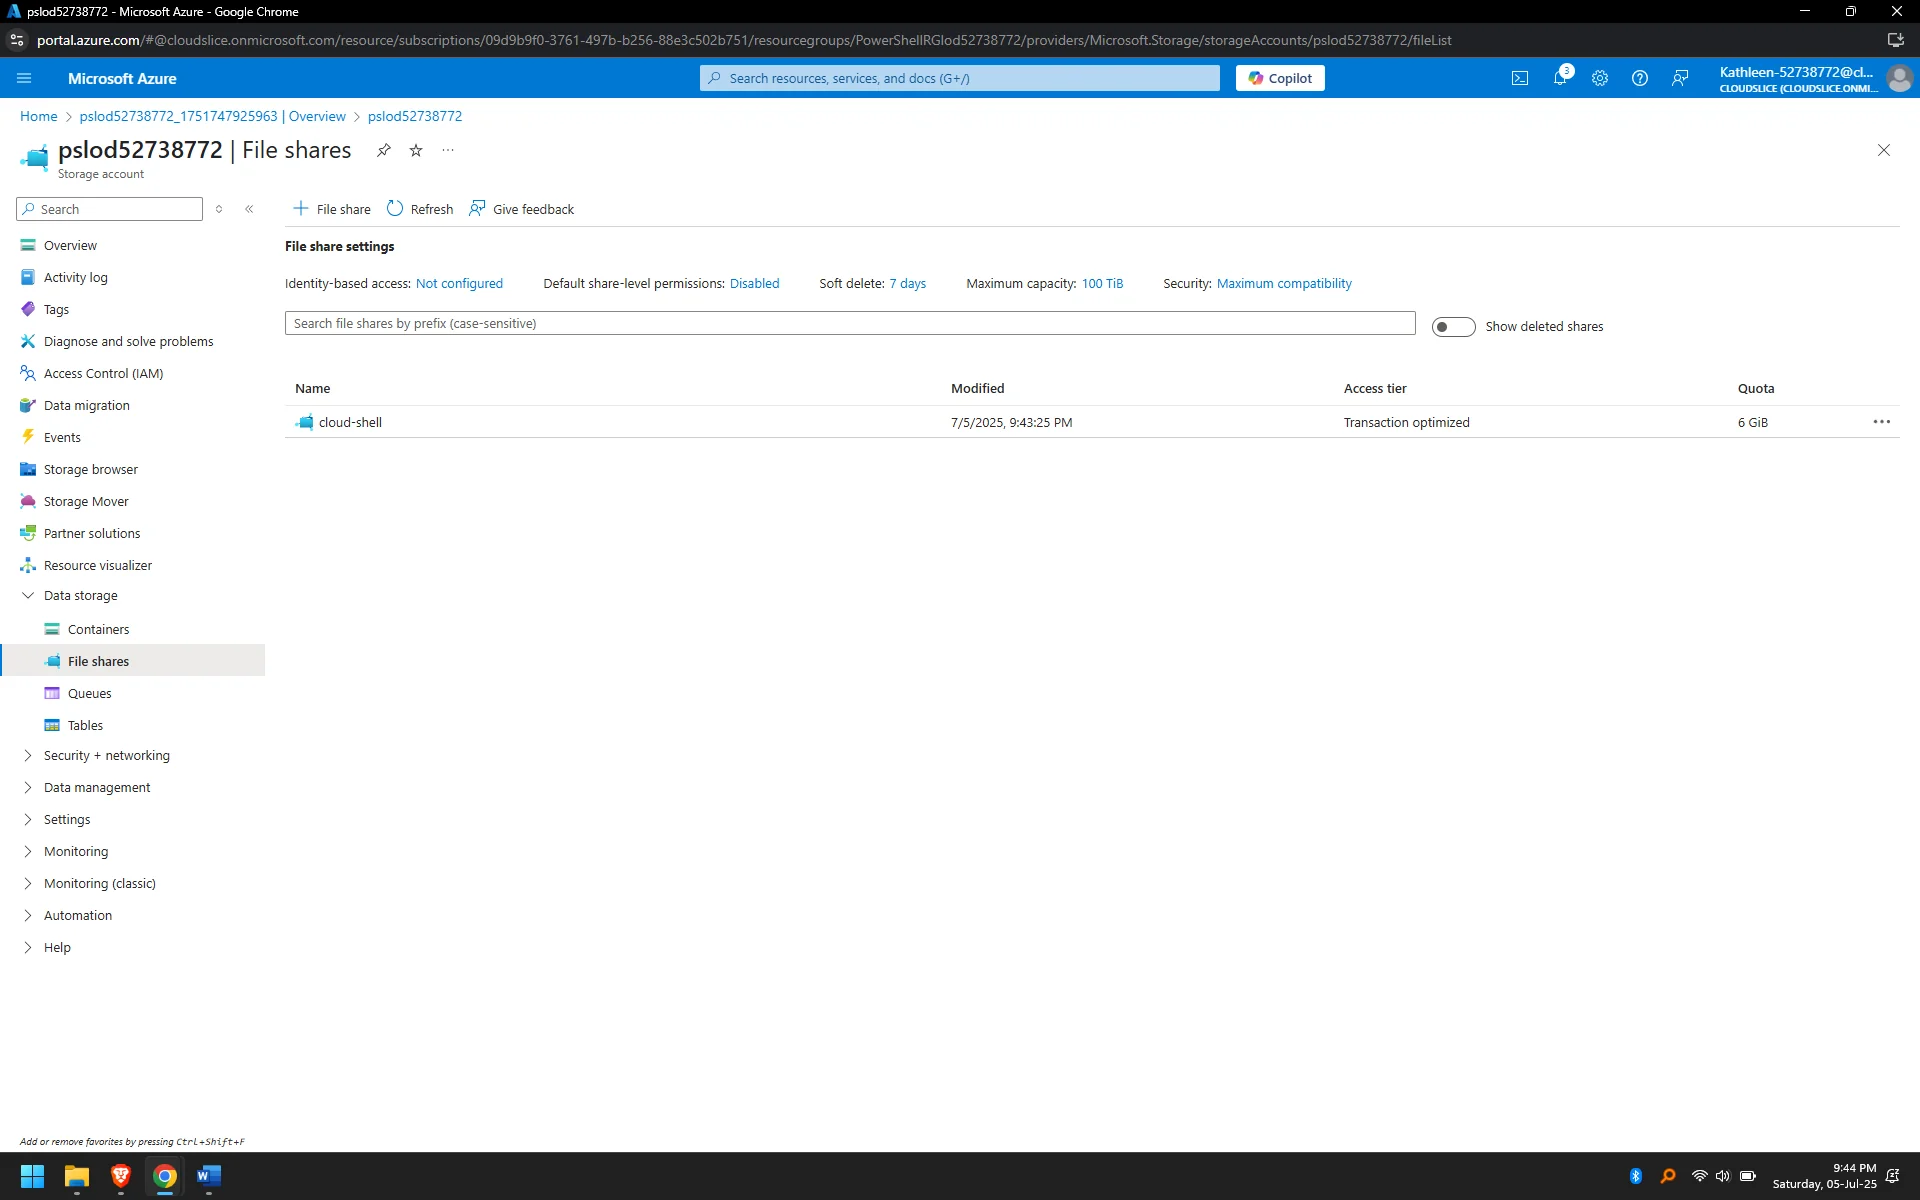 pslod52738772 - Microsoft Azure - Google Chrome
portal.azure.com/#@cloudslice.onmicrosoft.com/resource/subscriptions/09d9b9f0-3761-497b-b256-88e3c502b751/resourcegroups/PowerShellRGlod52738772/providers/Microsoft.Storage/storageAccounts/pslod52738772/fileList
Microsoft Azure
Search resources, services, and docs (G+/)
Copilot
3
Kathleen-52738772@cl...
CLOUDSLICE (CLOUDSLICE.ONMI...
Home > pslod52738772_1751747925963 | Overview > pslod52738772
pslod52738772 | File shares
Storage account
Search
File share
Refresh
Give feedback
File share settings
Identity-based access: Not configured
Default share-level permissions: Disabled
Soft delete: 7 days
Maximum capacity: 100 TiB
Security: Maximum compatibility
Search file shares by prefix (case-sensitive)
Show deleted shares
Name Modified Access tier Quota
cloud-shell 7/5/2025, 9:43:25 PM Transaction optimized 6 GiB
Overview
Activity log
Tags
Diagnose and solve problems
Access Control (IAM)
Data migration
Events
Storage browser
Storage Mover
Partner solutions
Resource visualizer
Data storage
Containers
File shares
Queues
Tables
Security + networking
Data management
Settings
Monitoring
Monitoring (classic)
Automation
Help
Add or remove favorites by pressing Ctrl+Shift+F
9:44 PM
Saturday, 05-Jul-25